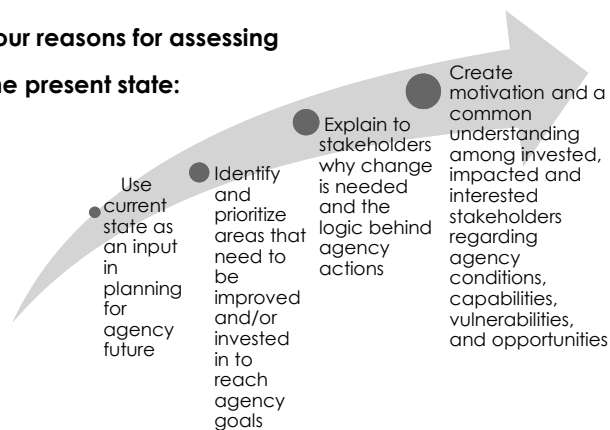 our reasons for assessing
he present state:
Use
current
state as
an input
in
planning
for
agency
future
Identify
and
prioritize
areas that
need to
be
improved
and/or
invested
in to
reach
agency
goals
Explain to
stakeholders
why change
is needed
and the
logic behind
agency
actions
Create
motivation and a
common
understanding
among invested,
impacted and
interested
stakeholders
regarding
agency
conditions,
capabilities,
vulnerabilities,
and opportunities